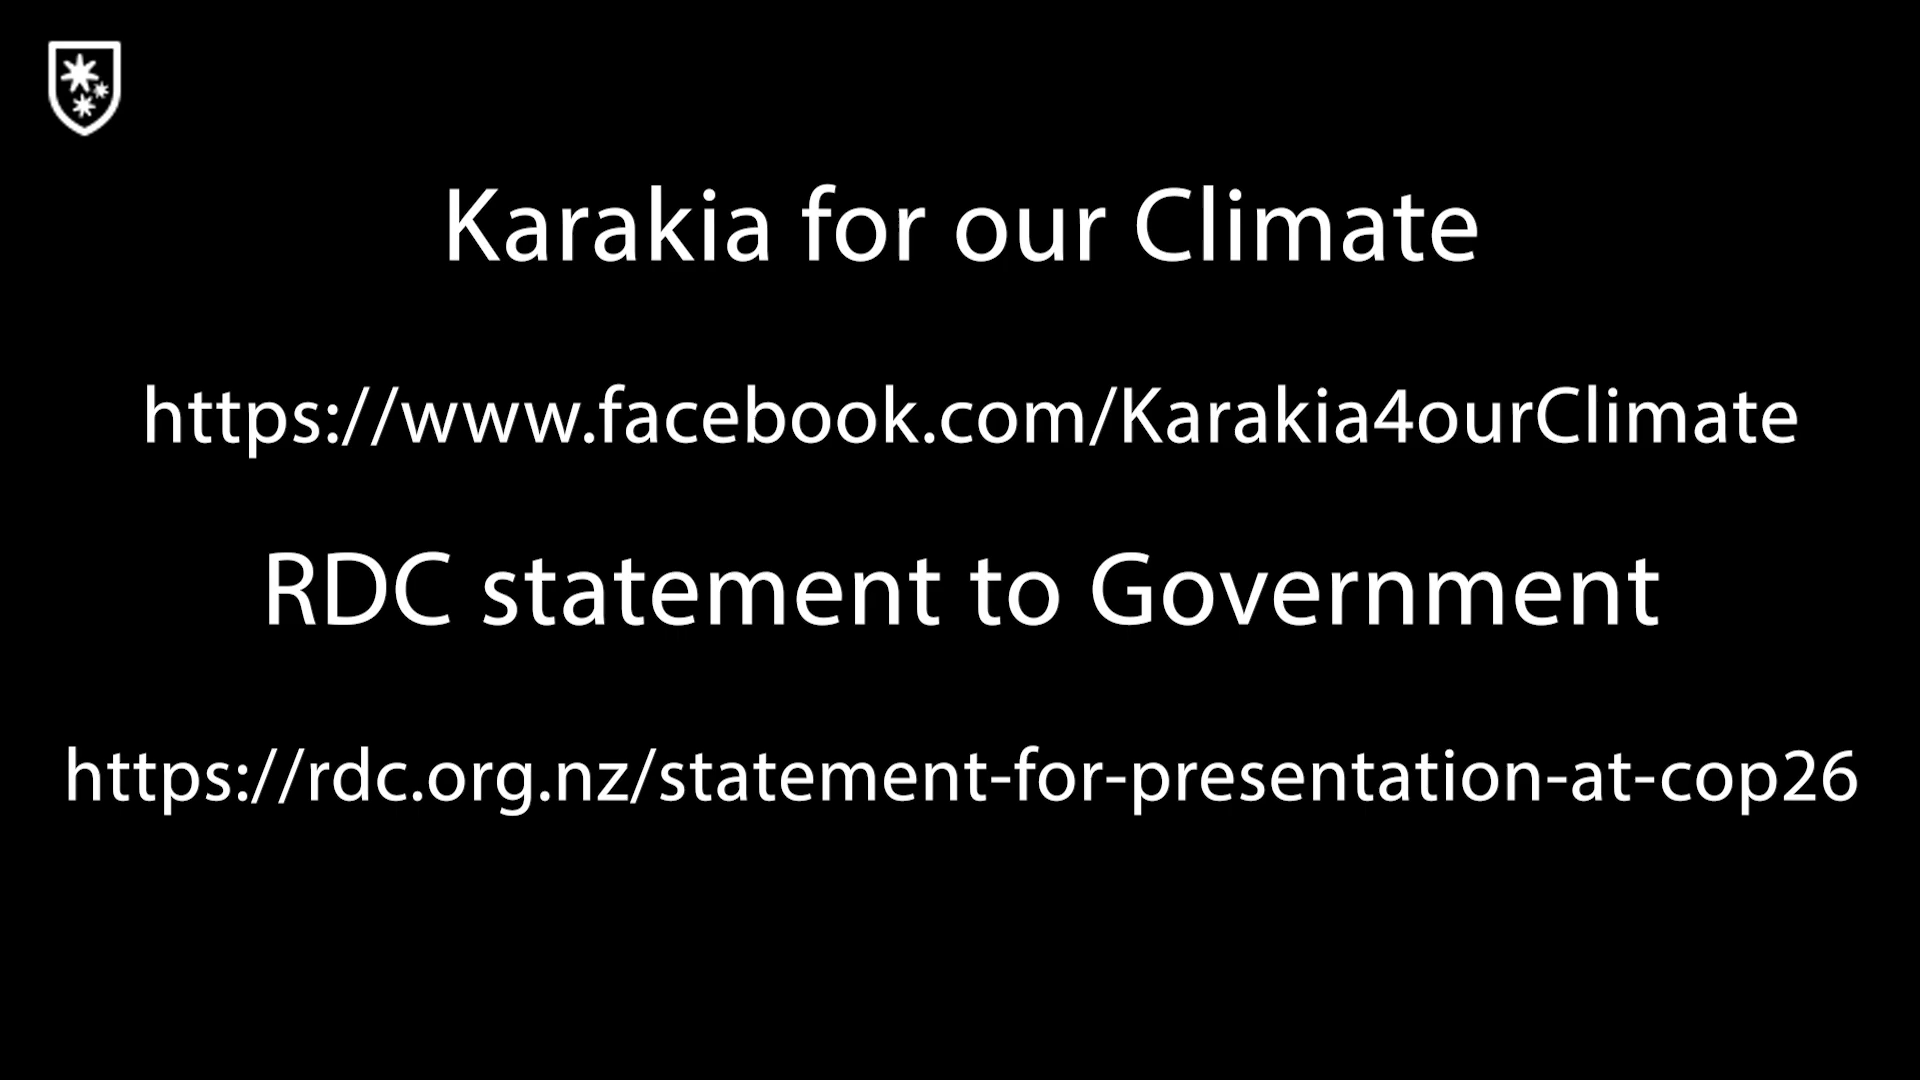 Karakia for our Climate
https://www.facebook.com/Karakia4ourClimate
RDC statement to Government
https://rdc.org.nz/statement-for-presentation-at-cop26